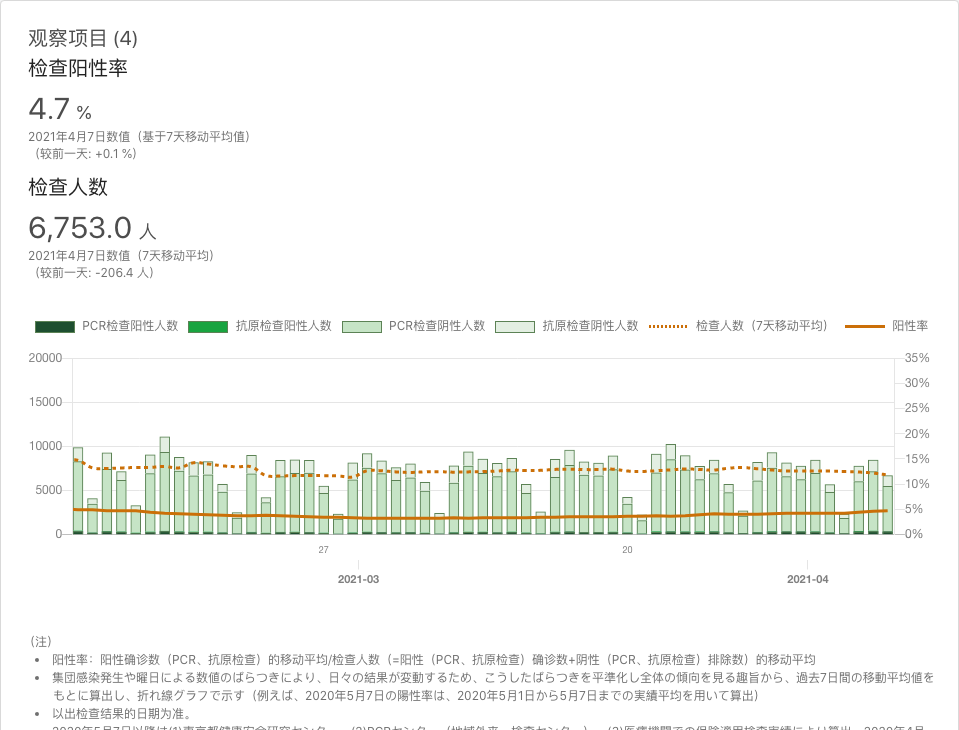 观察项目 (4)
检查阳性率
4.7 %
2021年4月7日数值（基于7天移动平均值）
（较前一天: +0.1 %)
检查人数
6,753.0 人
2021年4月7日数值（7天移动平均）
（较前一天: -206.4 人）
PCR检查阳性人数 抗原检查阳性人数 PCR检查阴性人数 抗原检查阴性人数 检查人数（7天移动平均） 阳性率
20000 35%
30%
15000 25%
20%
10000 15%
5000 10%
5%
0 0%
27 20
2021-03 2021-04
（注）
阳性率：阳性确诊数（PCR、抗原检查）的移动平均/检查人数（=阳性（PCR、抗原检查）确诊数+阴性（PCR、抗原检查）排除数）的移动平均
集団感染発生や曜日による数値のばらつきにより、日々の結果が変動するため、こうしたばらつきを平準化し全体の傾向を見る趣旨から、過去7日間の移動平均値を
もとに算出し、折れ線グラフで示す（例えば、2020年5月7日の陽性率は、2020年5月1日から5月7日までの実績平均を用いて算出）
以出检查结果的日期为准。